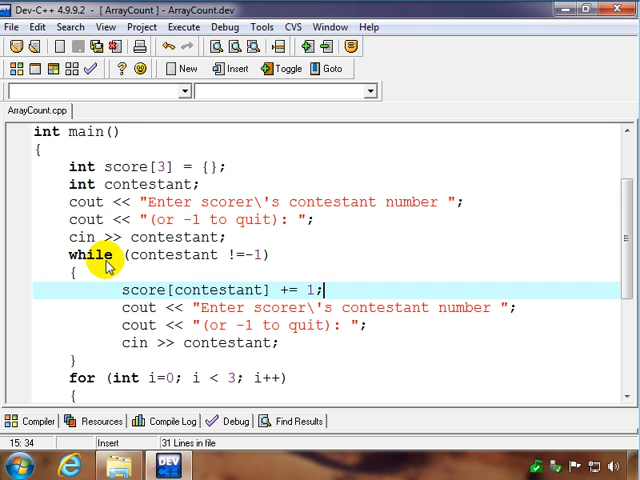 Dev-C++ 4.9.9.2 - [ ArrayCount ] - ArrayCount.dev
File Edit Search View Project Execute Debug Tools CVS Window Help
New Insert Toggle Goto
ArrayCount.cpp
int main()
{
int score[3] = {};
int contestant;
cout << "Enter scorer\'s contestant number ";
cout << "(or -1 to quit): ";
cin >> contestant;
while (contestant !=-1)
{
score[contestant] += 1;
cout << "Enter scorer\'s contestant number ";
cout << "(or -1 to quit): ";
cin >> contestant;
}
for (int i=0; i < 3; i++)
{
Compiler Resources Compile Log Debug Find Results
15: 34 Insert 31 Lines in file
DEV